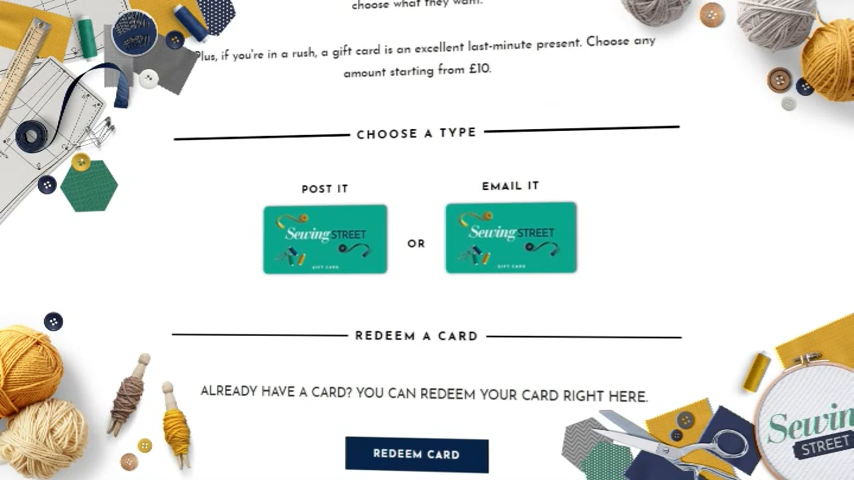 choose what they want.
Plus, if you're in a rush, a gift card is an excellent last-minute present. Choose any
amount starting from £10.
CHOOSE A TYPE
POST IT
EMAIL IT
Sewing STREET
GIFT CARD
OR
Sewing STREET
GIFT CARD
REDEEM A CARD
ALREADY HAVE A CARD? YOU CAN REDEEM YOUR CARD RIGHT HERE.
REDEEM CARD
Sewin
STREET